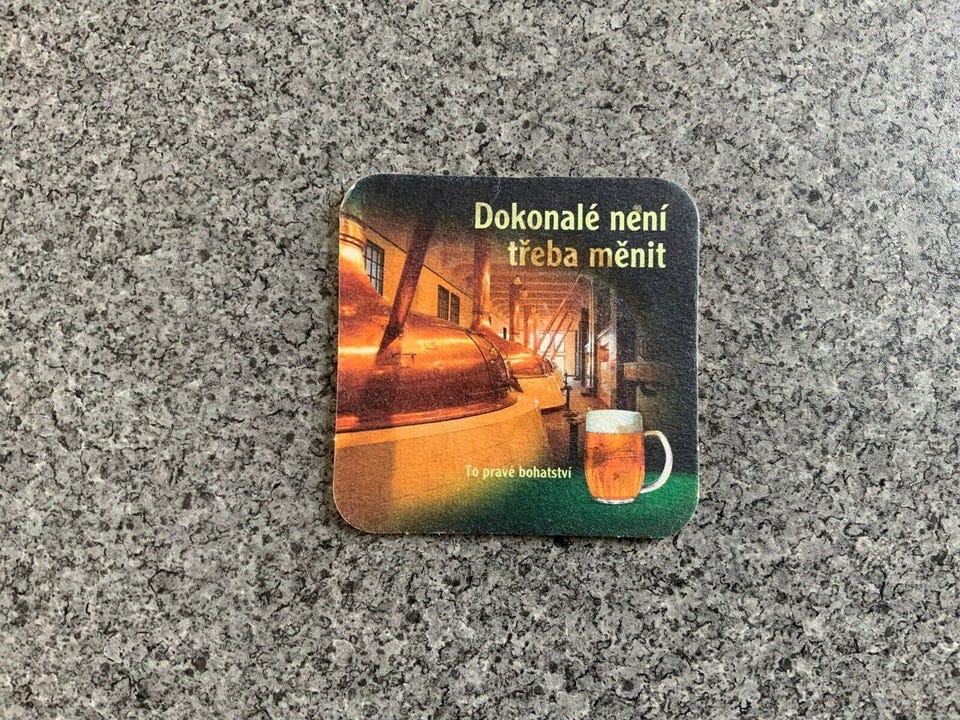 Dokonalé není
třeba měnit
To pravé bohatství